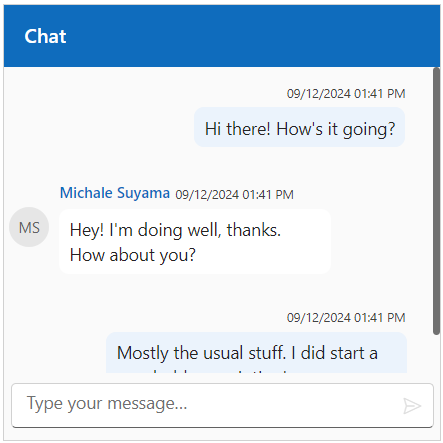 Chat
09/12/2024 01:41 PM
Hi there! How's it going?
Michale Suyama 09/12/2024 01:41 PM
MS
Hey! I'm doing well, thanks.
How about you?
09/12/2024 01:41 PM
Mostly the usual stuff. I did start a
Type your message...